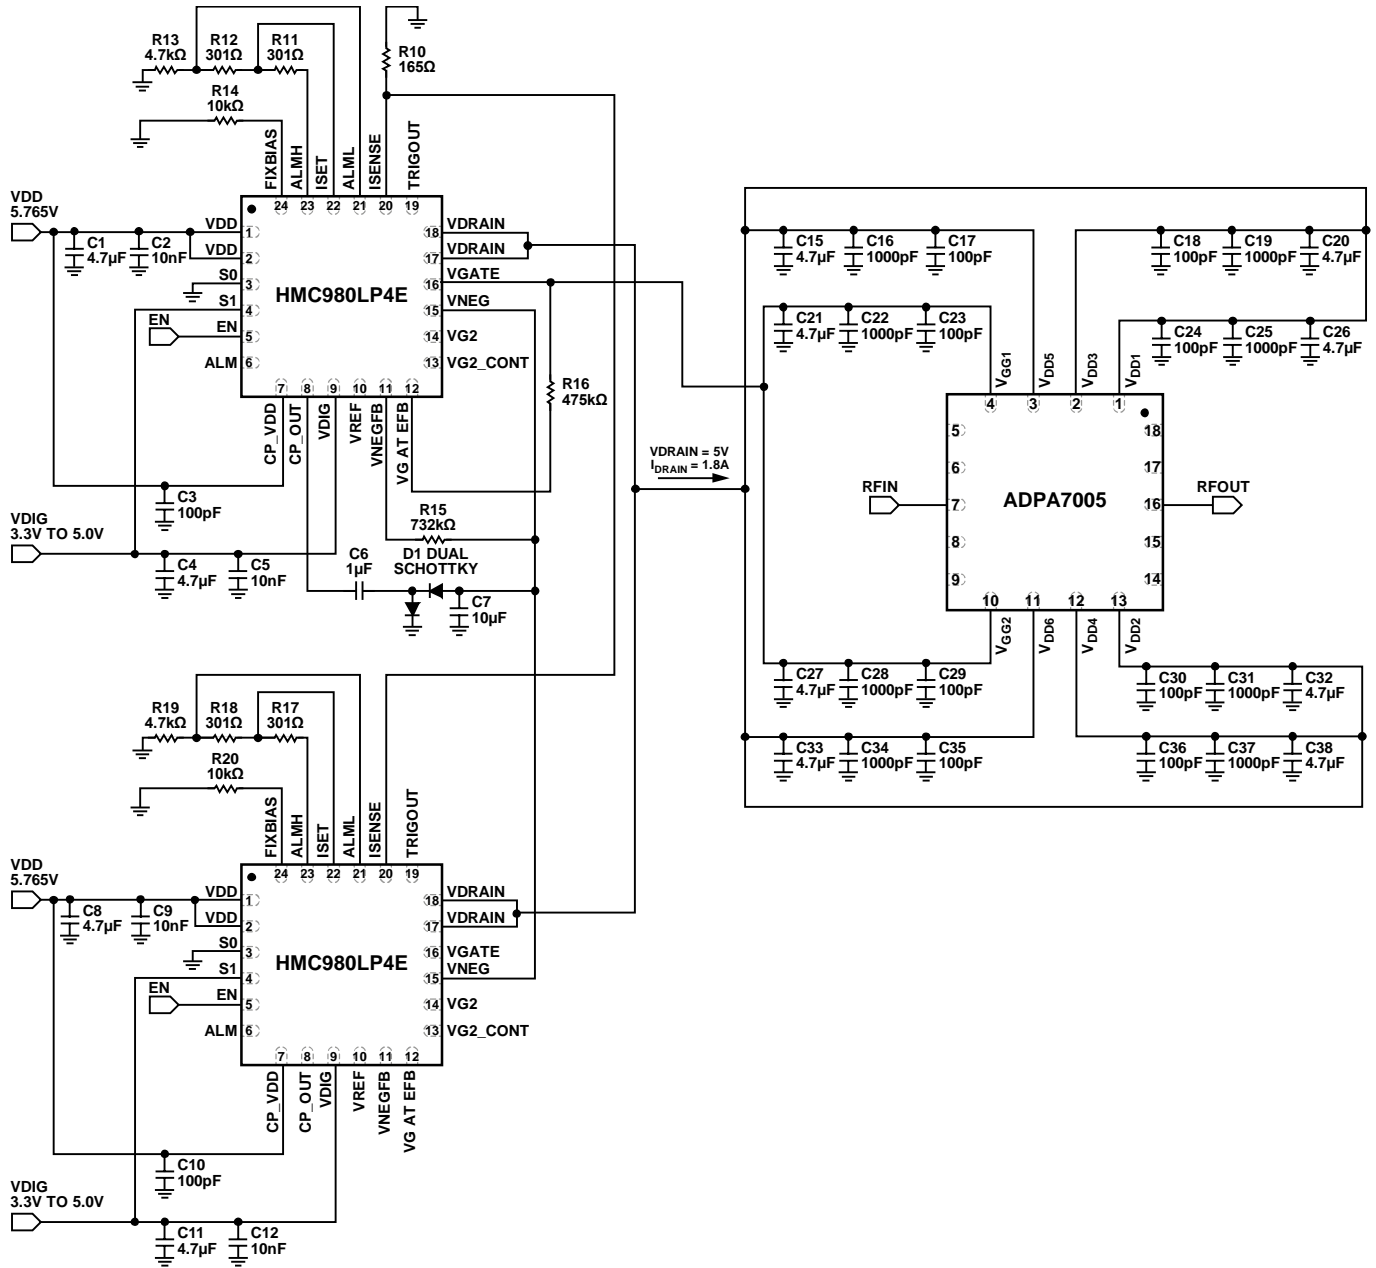 R13
4.7kΩ
R12
301Ω
R11
301Ω
R10
165Ω
R14
10kΩ
FIXBIAS
ALMH
ISET
ALML
ISENSE
TRIGOUT
24
23
22
21
20
19
VDD
5.765V
C1
4.7µF
C2
10nF
VDD
1
VDD
2
S0
3
S1
4
EN
EN
5
ALM
6
HMC980LP4E
18
VDRAIN
17
VDRAIN
16
VGATE
15
VNEG
14
VG2
13
VG2_CONT
7
8
9
10
11
12
CP_VDD
CP_OUT
VDIG
VREF
VNEGFB
VG AT EFB
R16
475kΩ
C3
100pF
VDIG
3.3V TO 5.0V
C4
4.7µF
C5
10nF
R15
732kΩ
D1 DUAL
SCHOTTKY
C6
1µF
C7
10µF
VDRAIN = 5V
IDRAIN = 1.8A
C15
4.7µF
C16
1000pF
C17
100pF
C18
100pF
C19
1000pF
C20
4.7µF
C21
4.7µF
C22
1000pF
C23
100pF
C24
100pF
C25
1000pF
C26
4.7µF
VGG1
VDD5
VDD3
VDD1
4
3
2
1
5
6
7
8
9
RFIN
ADPA7005
18
17
16
15
14
RFOUT
10
11
12
13
VGG2
VDD6
VDD4
VDD2
C27
4.7µF
C28
1000pF
C29
100pF
C30
100pF
C31
1000pF
C32
4.7µF
C33
4.7µF
C34
1000pF
C35
100pF
C36
100pF
C37
1000pF
C38
4.7µF
R19
4.7kΩ
R18
301Ω
R17
301Ω
R20
10kΩ
FIXBIAS
ALMH
ISET
ALML
ISENSE
TRIGOUT
24
23
22
21
20
19
VDD
5.765V
C8
4.7µF
C9
10nF
VDD
1
VDD
2
S0
3
S1
4
EN
EN
5
ALM
6
HMC980LP4E
18
VDRAIN
17
VDRAIN
16
VGATE
15
VNEG
14
VG2
13
VG2_CONT
7
8
9
10
11
12
CP_VDD
CP_OUT
VDIG
VREF
VNEGFB
VG AT EFB
C10
100pF
VDIG
3.3V TO 5.0V
C11
4.7µF
C12
10nF